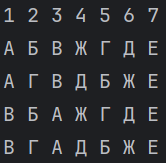 1 2 3 4 5 6 7
А Б В Ж Г Д Е
А Г В Д Б Ж Е
В Б А Ж Г Д Е
В Г А Д Б Ж Е